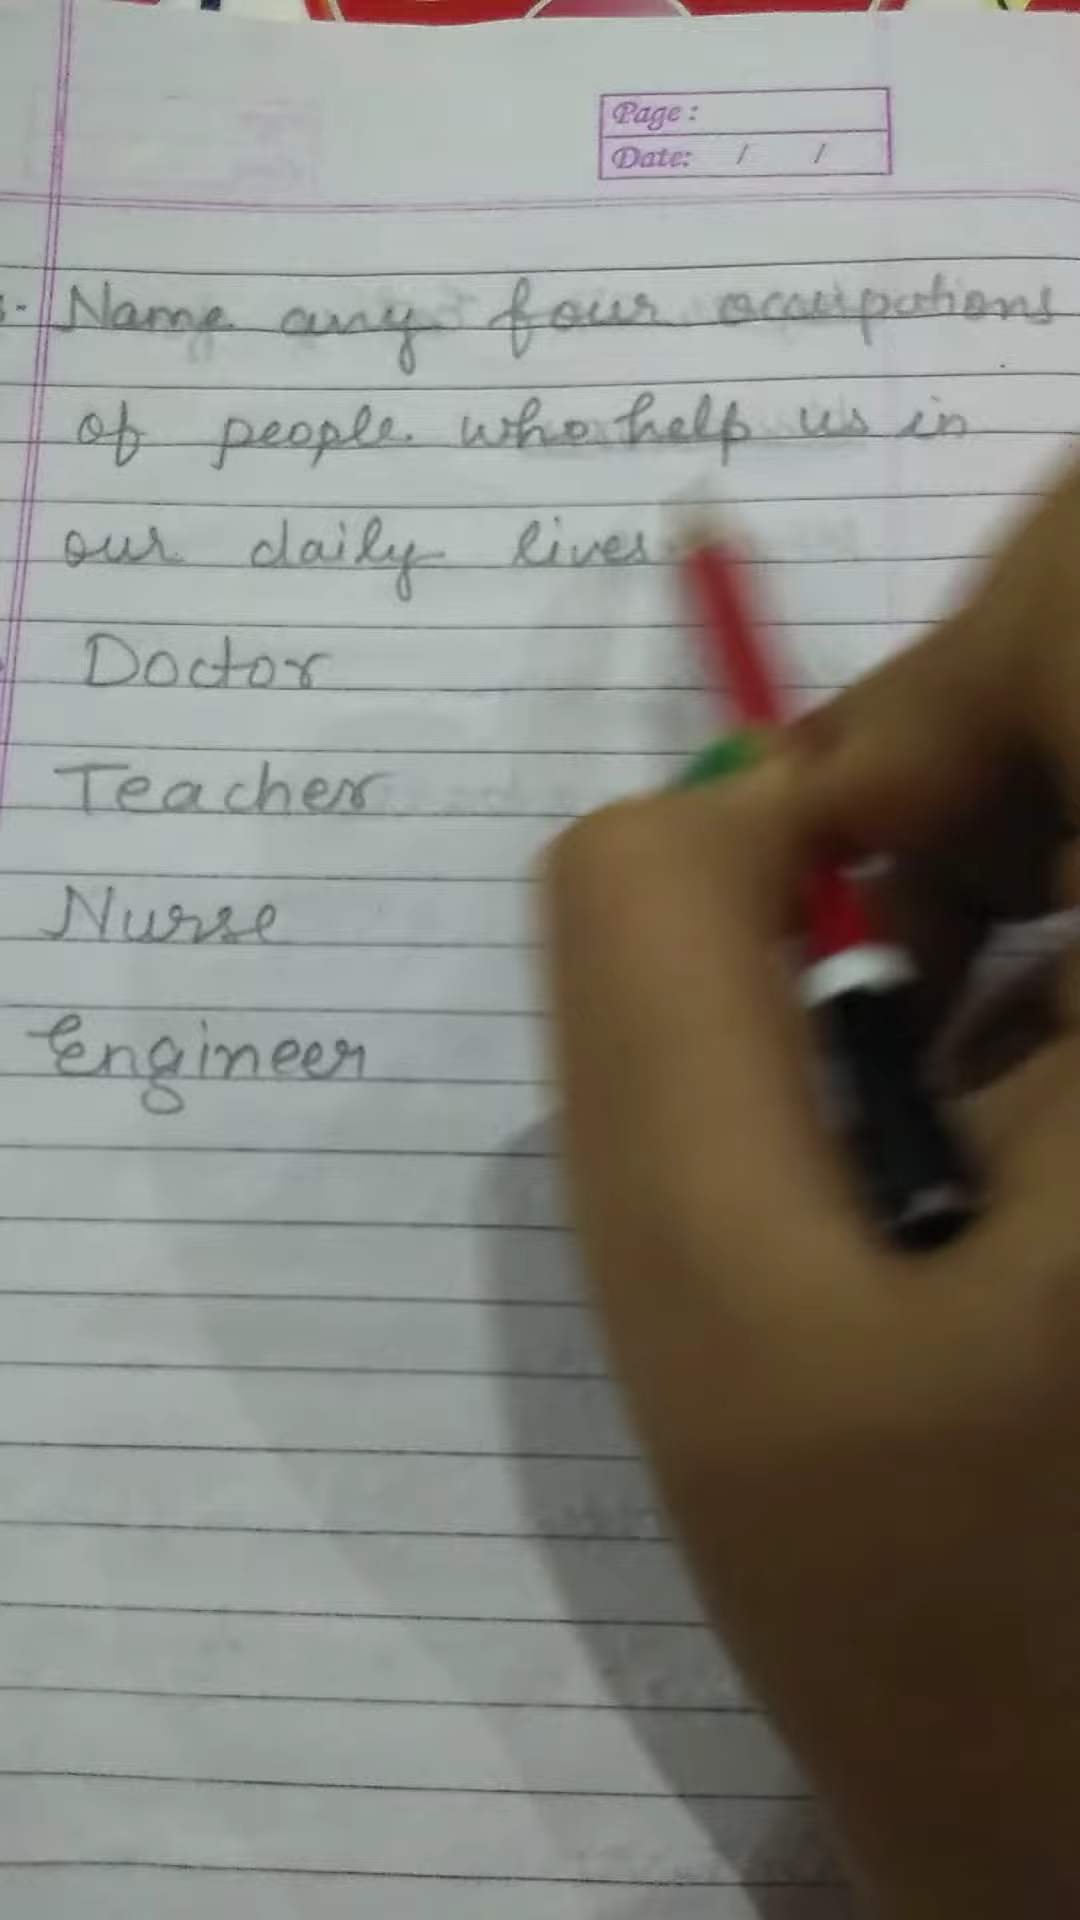 Page :
Date: / /
Name any four occupations
of people who help us in
our daily lives
Doctor
Teacher
Nurse
Engineer